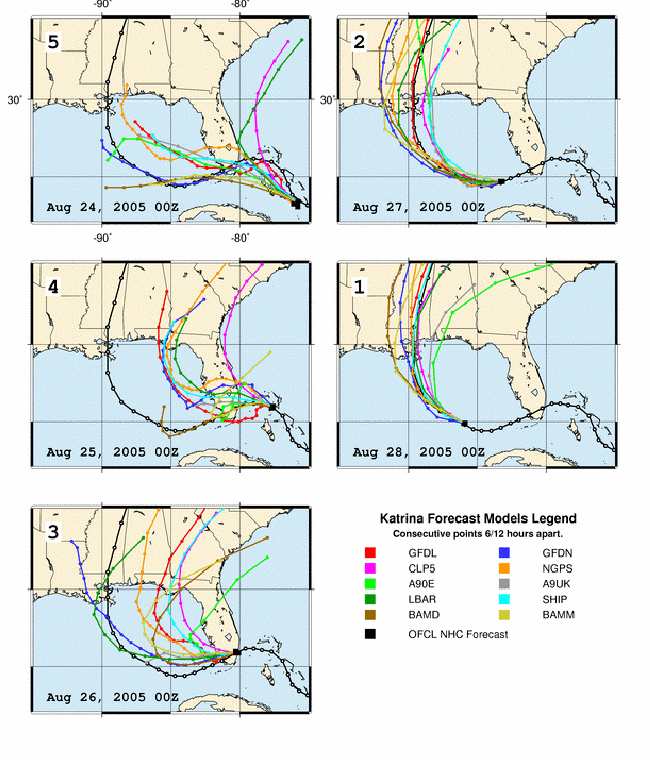 -90˚ -80˚
5
30˚
Aug 24, 2005 00Z
2
30˚
Aug 27, 2005 00Z
-90˚ -80˚
4
Aug 25, 2005 00Z
1
Aug 28, 2005 00Z
3
Aug 26, 2005 00Z
Katrina Forecast Models Legend
Consecutive points 6/12 hours apart.
GFDL GFDN
CLIP5 NGPS
A90E A9UK
LBAR SHIP
BAMD BAMM
OFCL NHC Forecast